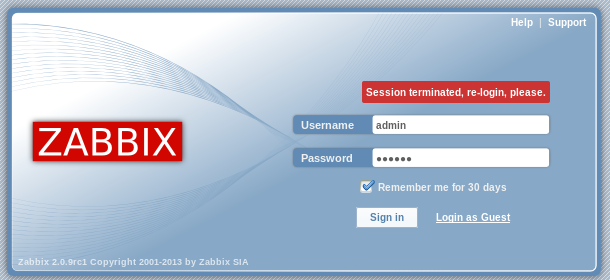 Help | Support
Session terminated, re-login, please.
ZABBIX
Username admin
Password ●●●●●●
Remember me for 30 days
Sign in Login as Guest
Zabbix 2.0.9rc1 Copyright 2001-2013 by Zabbix SIA